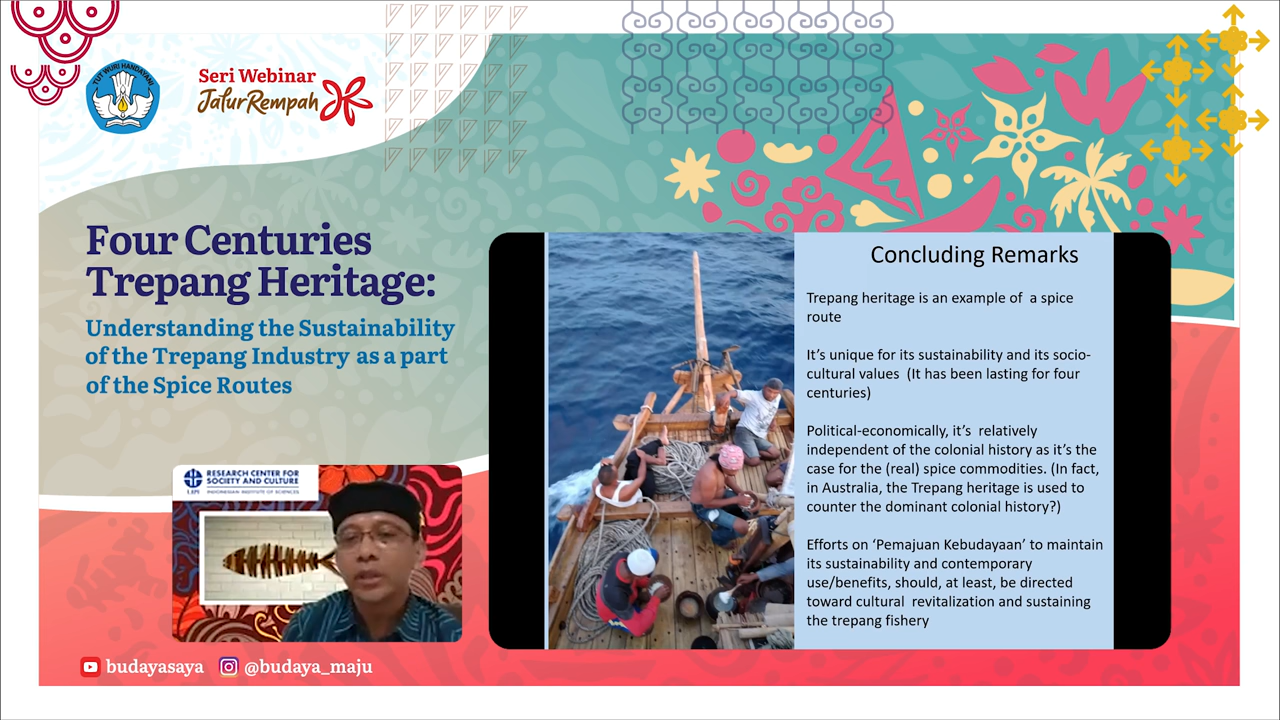 TUT WURI HANDAYANI
Seri Webinar
Jalur Rempah
Four Centuries
Trepang Heritage:
Understanding the Sustainability
of the Trepang Industry as a part
of the Spice Routes
RESEARCH CENTER FOR
SOCIETY AND CULTURE
LIPI
INDONESIAN INSTITUTE OF SCIENCES
budayasaya
@budaya_maju
Concluding Remarks
Trepang heritage is an example of a spice
route
It’s unique for its sustainability and its socio-
cultural values (It has been lasting for four
centuries)
Political-economically, it’s relatively
independent of the colonial history as it’s the
case for the (real) spice commodities. (In fact,
in Australia, the Trepang heritage is used to
counter the dominant colonial history?)
Efforts on ‘Pemajuan Kebudayaan’ to maintain
its sustainability and contemporary
use/benefits, should, at least, be directed
toward cultural revitalization and sustaining
the trepang fishery